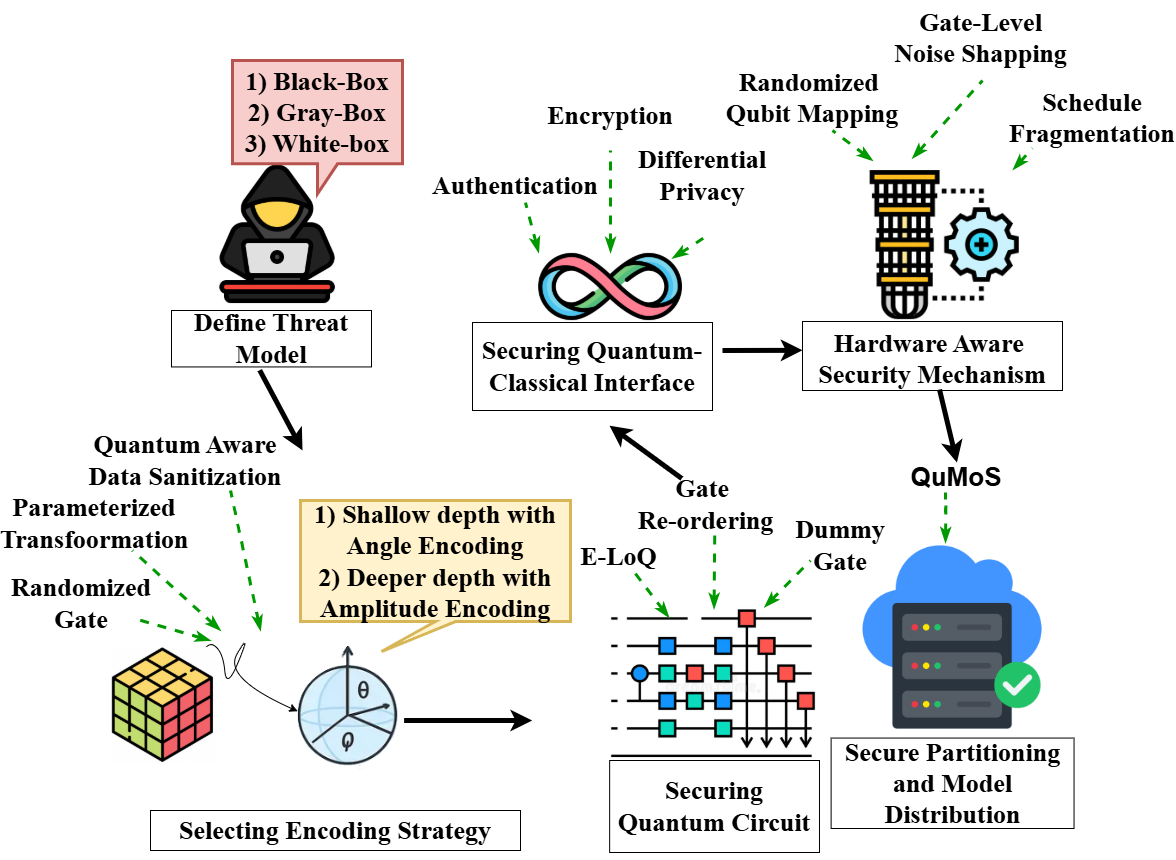 1) Black-Box
2) Gray-Box
3) White-box
Define Threat
Model
Quantum Aware
Data Sanitization
Parameterized
Transfoormation
Randomized
Gate
1) Shallow depth with
Angle Encoding
2) Deeper depth with
Amplitude Encoding
θ
φ
Selecting Encoding Strategy
E-LoQ
Gate
Re-ordering
Dummy
Gate
Securing
Quantum Circuit
Authentication
Encryption
Differential
Privacy
Securing Quantum-
Classical Interface
Randomized
Qubit Mapping
Gate-Level
Noise Shapping
Schedule
Fragmentation
Hardware Aware
Security Mechanism
QuMoS
Secure Partitioning
and Model
Distribution